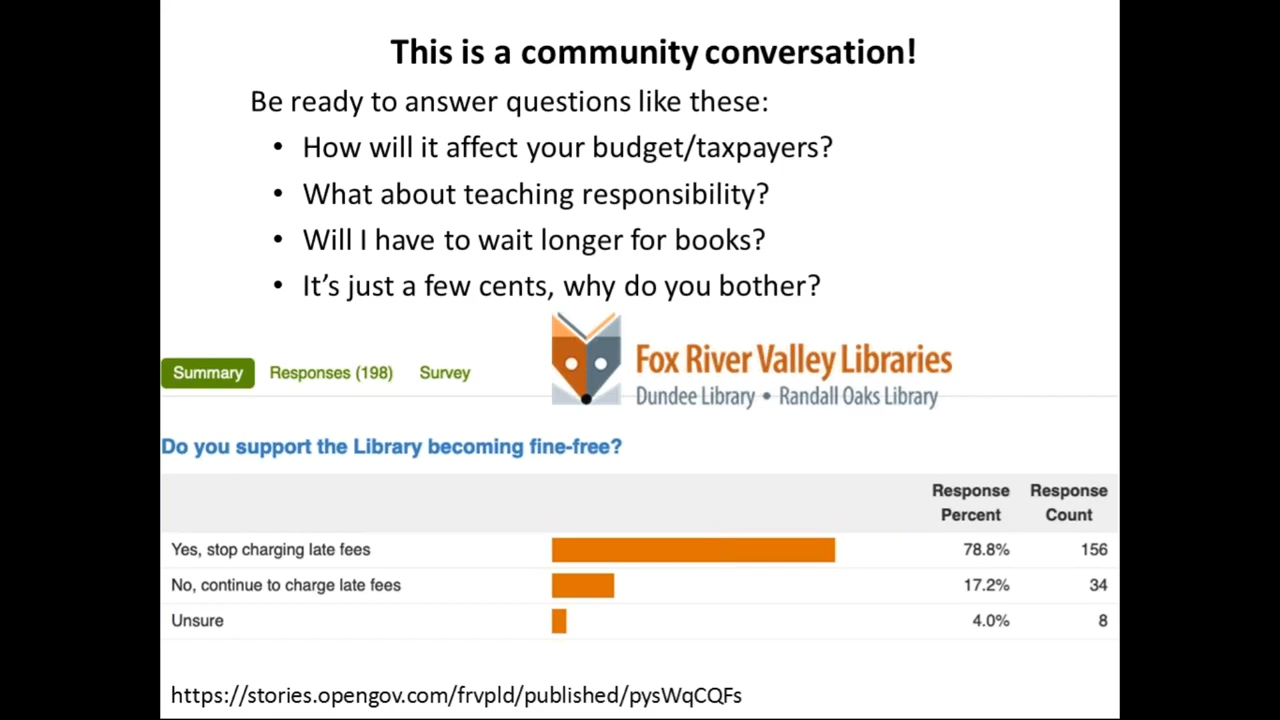 This is a community conversation!
Be ready to answer questions like these:
• How will it affect your budget/taxpayers?
• What about teaching responsibility?
• Will I have to wait longer for books?
• It's just a few cents, why do you bother?
Fox River Valley Libraries
Dundee Library • Randall Oaks Library
Summary Responses (198) Survey
Do you support the Library becoming fine-free?
Response Response
Percent Count
Yes, stop charging late fees 78.8% 156
No, continue to charge late fees 17.2% 34
Unsure 4.0% 8
https://stories.opengov.com/frvpld/published/pysWqCQFs